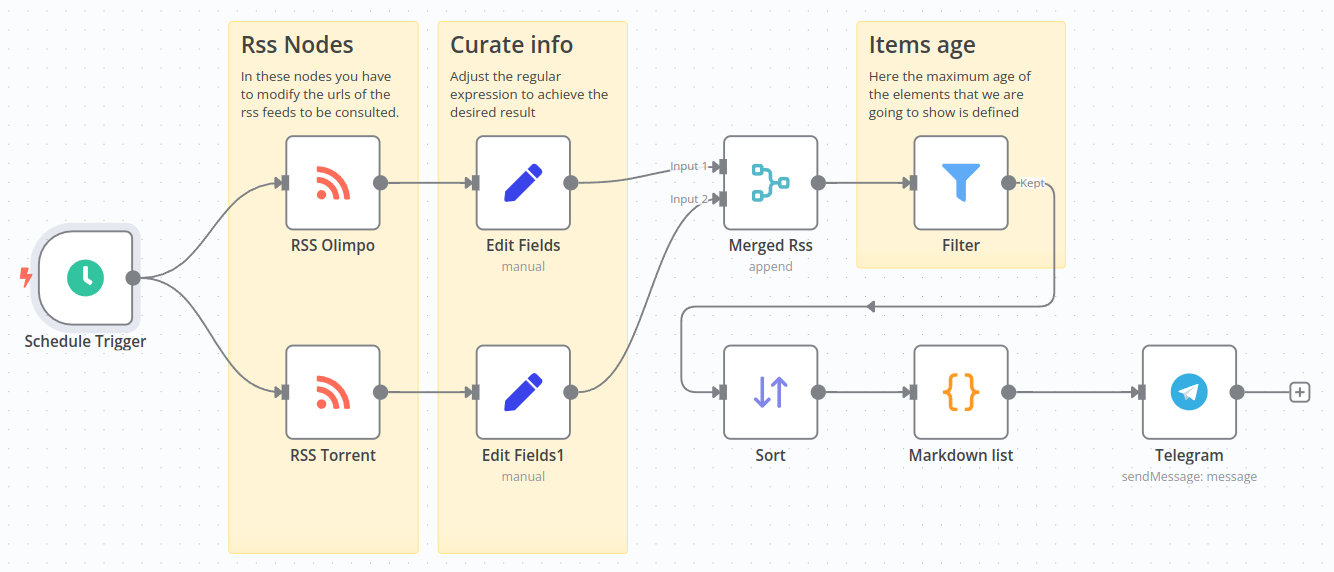 Rss Nodes
In these nodes you have
to modify the urls of the
rss feeds to be consulted.
Curate info
Adjust the regular
expression to achieve the
desired result
Items age
Here the maximum age of
the elements that we are
going to show is defined
Schedule Trigger
RSS Olimpo
Edit Fields
manual
Input 1
Input 2
Merged Rss
append
Filter
Kept
RSS Torrent
Edit Fields1
manual
Sort
Markdown list
Telegram
sendMessage: message